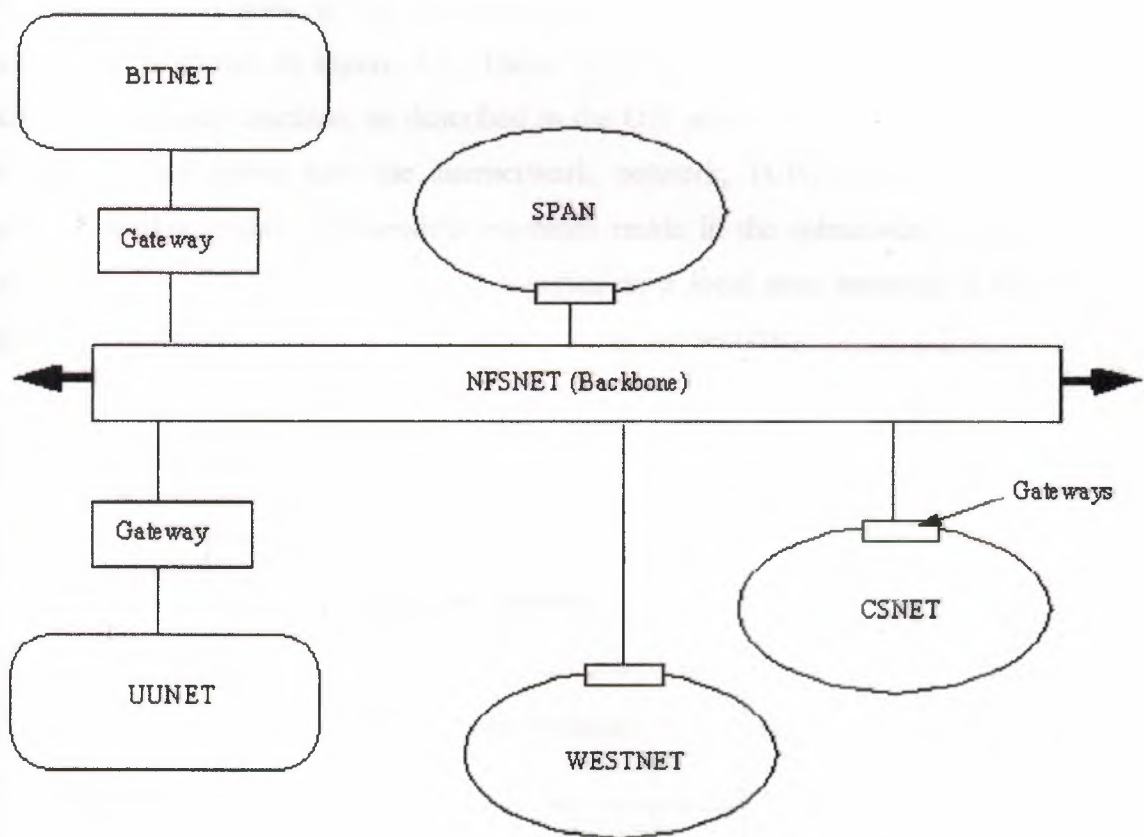 BITNET
SPAN
Gateway
NFSNET (Backbone)
Gateways
Gateway
CSNET
UUNET
WESTNET